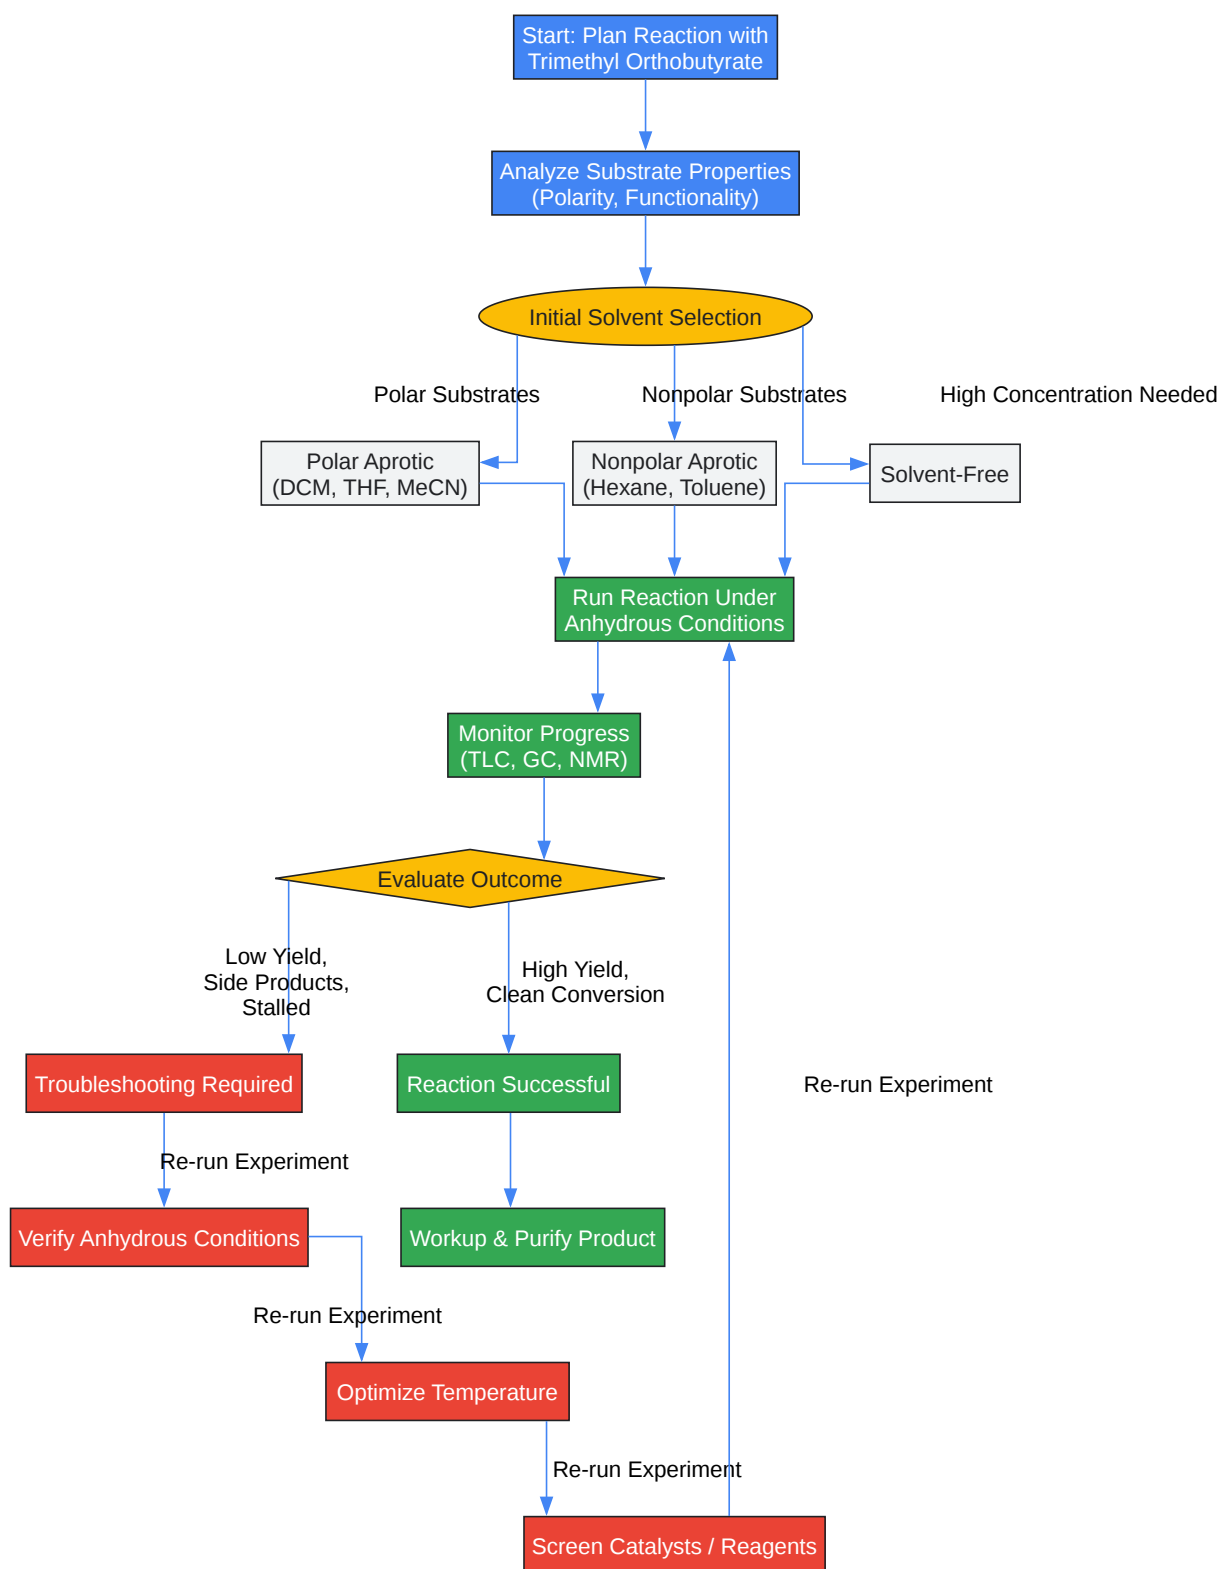 Start: Plan Reaction with
Trimethyl Orthobutyrate
Analyze Substrate Properties
(Polarity, Functionality)
Initial Solvent Selection
Polar Substrates
Nonpolar Substrates
High Concentration Needed
Polar Aprotic
(DCM, THF, MeCN)
Nonpolar Aprotic
(Hexane, Toluene)
Solvent-Free
Run Reaction Under
Anhydrous Conditions
Monitor Progress
(TLC, GC, NMR)
Evaluate Outcome
Low Yield,
Side Products,
Stalled
High Yield,
Clean Conversion
Troubleshooting Required
Reaction Successful
Re-run Experiment
Re-run Experiment
Verify Anhydrous Conditions
Workup & Purify Product
Re-run Experiment
Optimize Temperature
Re-run Experiment
Screen Catalysts / Reagents